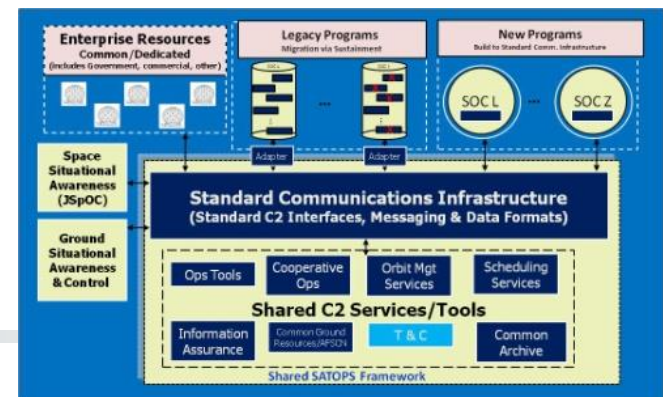 Enterprise Resources
Common/Dedicated
(includes Government, commercial, other)
Legacy Programs
Migration via Sustainment
...
Adapter
Adapter
New Programs
Build to Standard Comm. Infrastructure
SOC L
...
SOC Z
Space
Situational
Awareness
(JSpOC)
Ground
Situational
Awareness
& Control
Standard Communications Infrastructure
(Standard C2 Interfaces, Messaging & Data Formats)
Ops Tools
Cooperative
Ops
Orbit Mgt
Services
Scheduling
Services
Shared C2 Services/Tools
Information
Assurance
Common Ground
Resources/AFSCN
T & C
Common
Archive
Shared SATOPS Framework